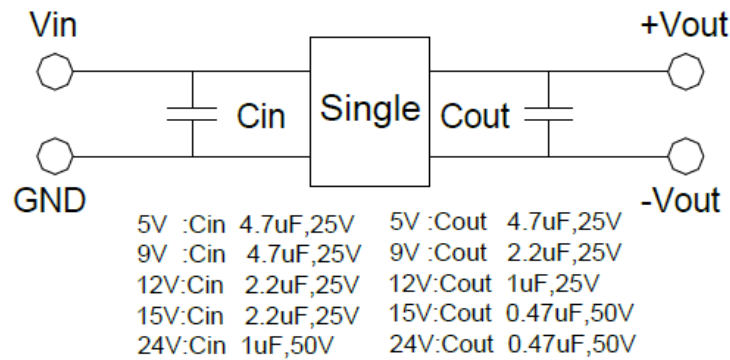 Vin +Vout
Cin Single Cout
GND -Vout
5V :Cin 4.7uF,25V 5V :Cout 4.7uF,25V
9V :Cin 4.7uF,25V 9V :Cout 2.2uF,25V
12V:Cin 2.2uF,25V 12V:Cout 1uF,25V
15V:Cin 2.2uF,25V 15V:Cout 0.47uF,50V
24V:Cin 1uF,50V 24V:Cout 0.47uF,50V